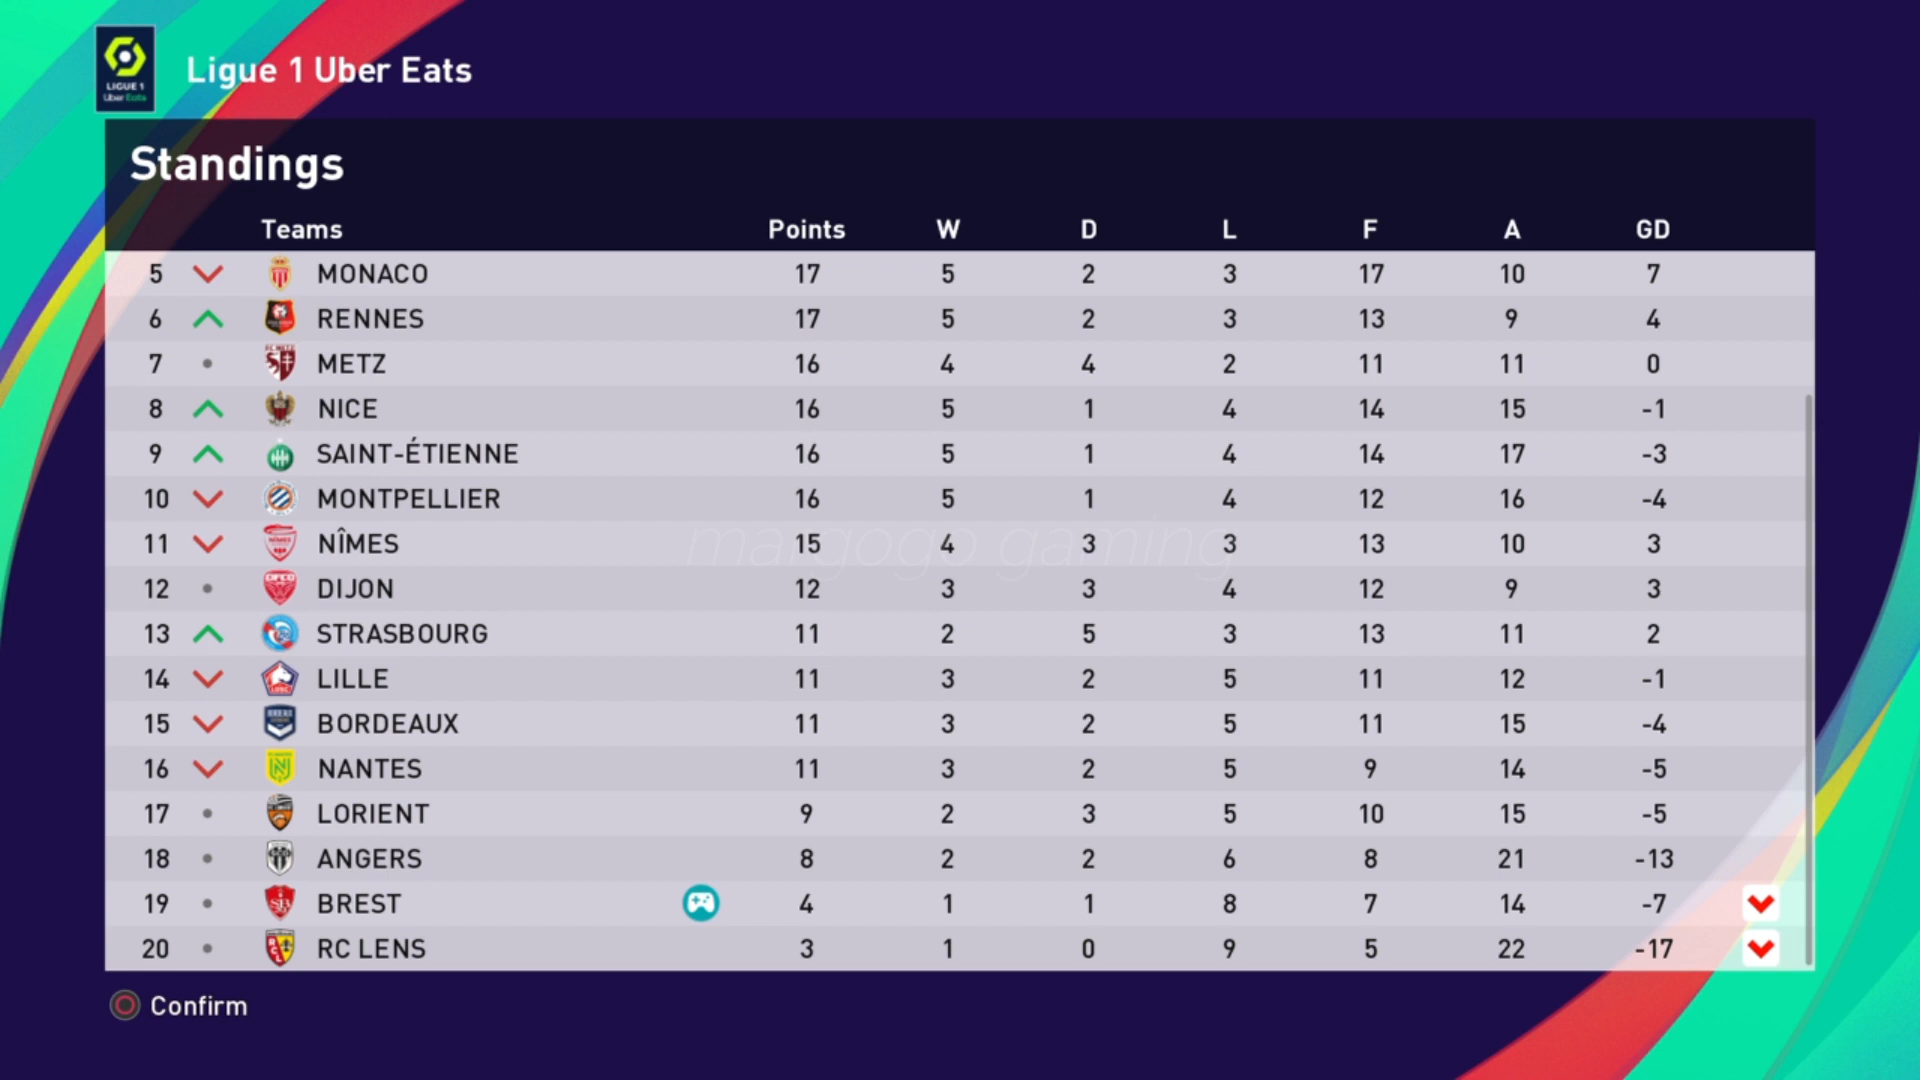 LIGUE 1
Uber Eats
Ligue 1 Uber Eats
Standings
Teams Points W D L F A GD
5 MONACO 17 5 2 3 17 10 7
6 RENNES 17 5 2 3 13 9 4
7 METZ 16 4 4 2 11 11 0
8 NICE 16 5 1 4 14 15 -1
9 SAINT-ÉTIENNE 16 5 1 4 14 17 -3
10 MONTPELLIER 16 5 1 4 12 16 -4
margogo gaming
11 NÎMES 15 4 3 3 13 10 3
12 DIJON 12 3 3 4 12 9 3
13 STRASBOURG 11 2 5 3 13 11 2
14 LILLE 11 3 2 5 11 12 -1
15 BORDEAUX 11 3 2 5 11 15 -4
16 NANTES 11 3 2 5 9 14 -5
17 LORIENT 9 2 3 5 10 15 -5
18 ANGERS 8 2 2 6 8 21 -13
19 BREST 4 1 1 8 7 14 -7
20 RC LENS 3 1 0 9 5 22 -17
Confirm